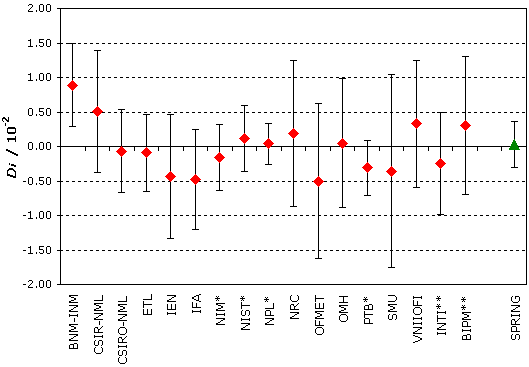 2.00
1.50
1.00
0.50
0.00
-0.50
-1.00
-1.50
-2.00
Di / 10-2
BNM-INM
CSIR-NML
CSIRO-NML
ETL
IEN
IFA
NIM*
NIST*
NPL*
NRC
OFMET
OMH
PTB*
SMU
VNIIOFI
INTI**
BIPM**
SPRING